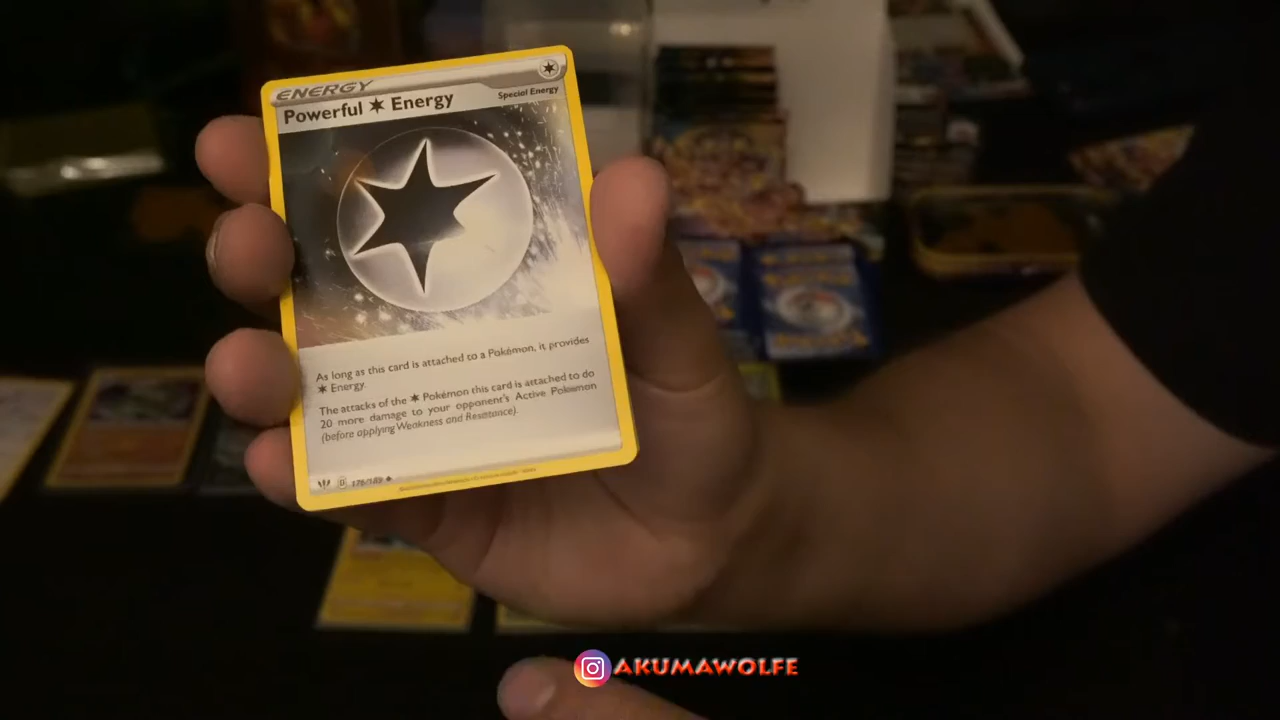 ENERGY
Powerful ✶ Energy
Special Energy
As long as this card is attached to a Pokémon, it provides
✶ Energy.
The attacks of the ✶ Pokémon this card is attached to do
20 more damage to your opponent's Active Pokémon
(before applying Weakness and Resistance).
D 176/189
AKUMAWOLFE